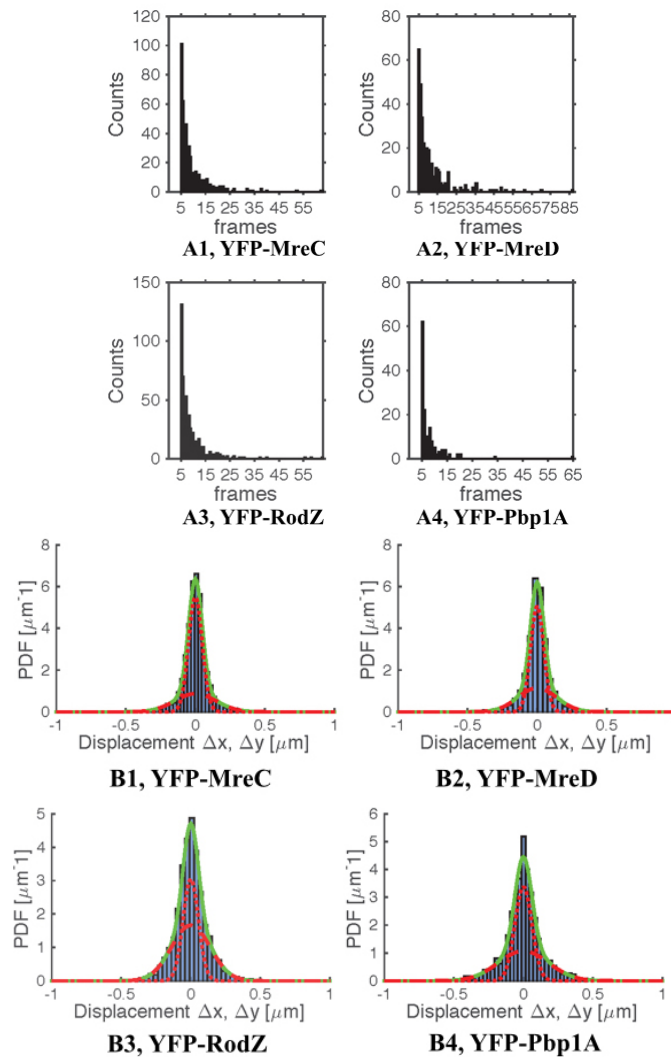 120
100
80
60
40
20
0
Counts
5 15 25 35 45 55
frames
A1, YFP-MreC
80
60
40
20
0
Counts
5 15 25 35 45 55 65 75 85
frames
A2, YFP-MreD
150
100
50
0
Counts
5 15 25 35 45 55
frames
A3, YFP-RodZ
80
60
40
20
0
Counts
5 15 25 35 45 55 65
frames
A4, YFP-Pbp1A
8
6
4
2
0
PDF [μm-1]
-1 -0.5 0 0.5 1
Displacement Δx, Δy [μm]
B1, YFP-MreC
8
6
4
2
0
PDF [μm-1]
-1 -0.5 0 0.5
Displacement Δx, Δy [μm]
B2, YFP-MreD
5
4
3
2
1
0
PDF [μm-1]
-1 -0.5 0 0.5 1
Displacement Δx, Δy [μm]
B3, YFP-RodZ
6
5
4
3
2
1
0
PDF [μm-1]
-1 -0.5 0 0.5 1
Displacement Δx, Δy [μm]
B4, YFP-Pbp1A